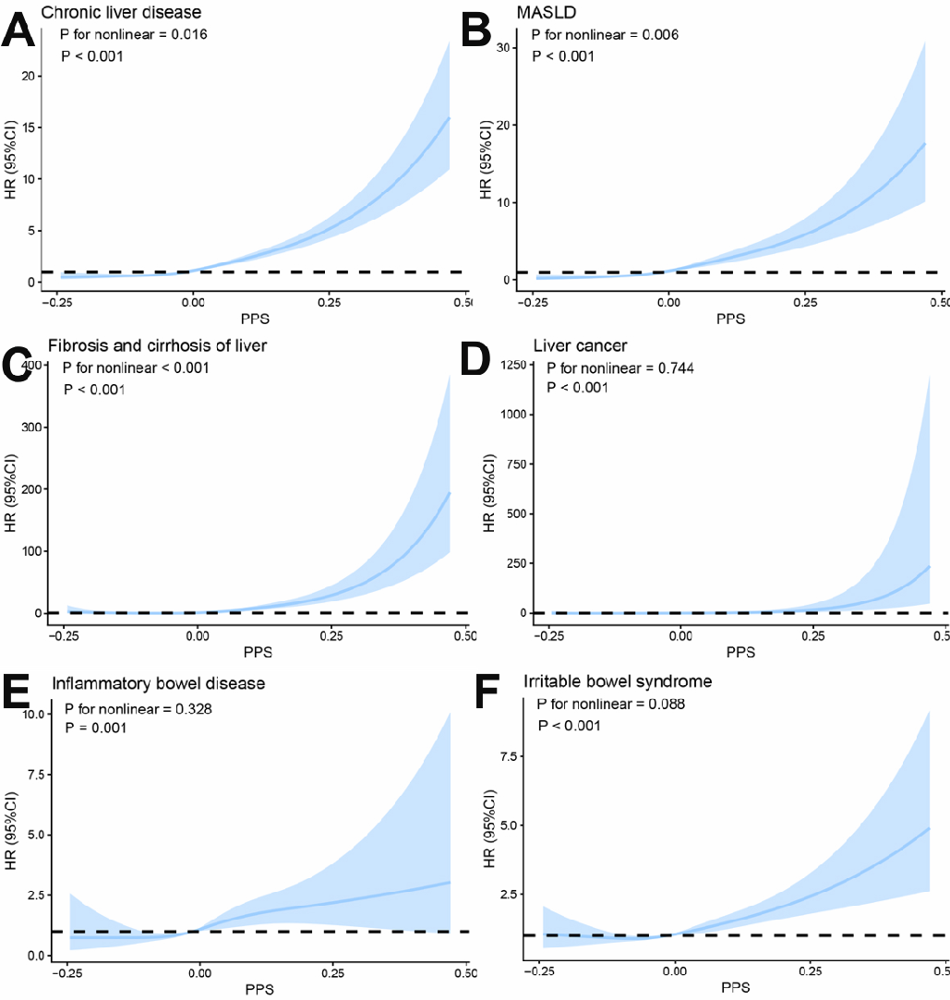 A
Chronic liver disease
P for nonlinear = 0.016
P < 0.001
HR (95%CI)
20
15
10
5
0
−0.25 0.00 0.25 0.50
PPS
B
MASLD
P for nonlinear = 0.006
P < 0.001
HR (95%CI)
30
20
10
0
−0.25 0.00 0.25 0.50
PPS
C
Fibrosis and cirrhosis of liver
P for nonlinear < 0.001
P < 0.001
HR (95%CI)
400
300
200
100
0
−0.25 0.00 0.25 0.50
PPS
D
Liver cancer
P for nonlinear = 0.744
P < 0.001
HR (95%CI)
1250
1000
750
500
250
0
−0.25 0.00 0.25 0.5
PPS
E
Inflammatory bowel disease
P for nonlinear = 0.328
P = 0.001
HR (95%CI)
10.0
7.5
5.0
2.5
0.0
−0.25 0.00 0.25 0.50
PPS
F
Irritable bowel syndrome
P for nonlinear = 0.088
P < 0.001
HR (95%CI)
7.5
5.0
2.5
−0.25 0.00 0.25 0.50
PPS